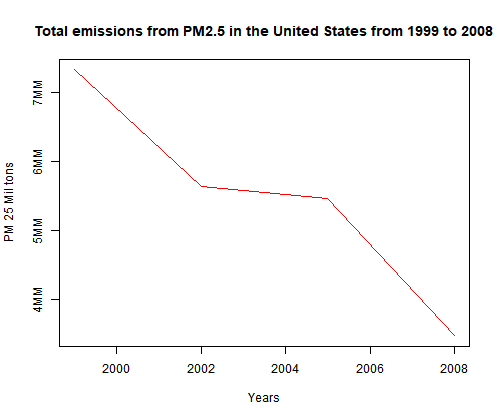 Total emissions from PM2.5 in the United States from 1999 to 2008
7MM
6MM
5MM
4MM
PM 25 Mil tons
2000 2002 2004 2006 2008
Years